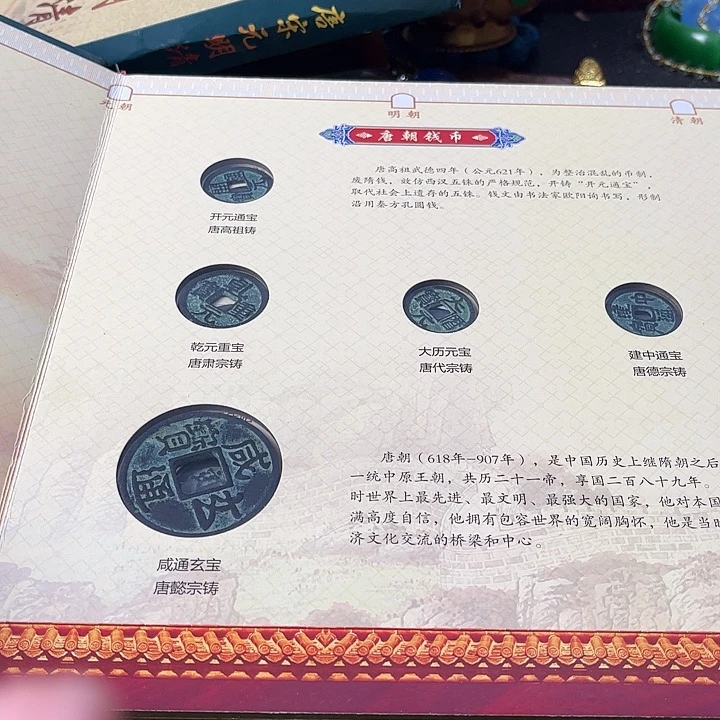 唐宋元明清
元朝
明朝
清朝
唐朝钱币
唐高祖武德四年（公元621年），为整治混乱的币制，
废隋钱，效仿西汉五铢的严格规范，开铸“开元通宝”，
取代社会上遗存的五铢。钱文由书法家欧阳询书写，形制
沿用秦方孔圆钱。
开元通宝
唐高祖铸
乾元重宝
唐肃宗铸
大历元宝
唐代宗铸
建中通宝
唐德宗铸
咸通玄宝
唐懿宗铸
唐朝（618年—907年），是中国历史上继隋朝之后
一统中原王朝，共历二十一帝，享国二百八十九年。
时世界上最先进、最文明、最强大的国家，他对本国
满高度自信，他拥有包容世界的宽阔胸怀，他是当时
济文化交流的桥梁和中心。